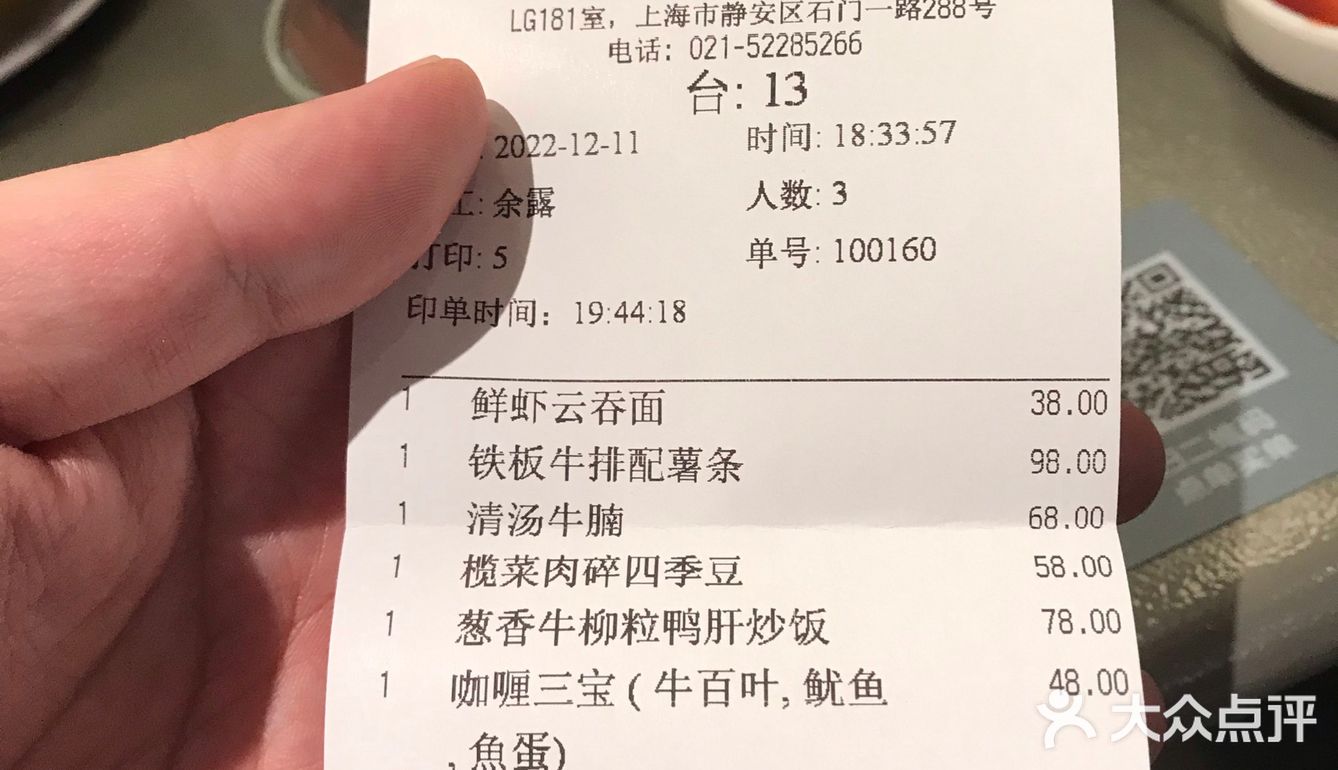 LG181室，上海市静安区石门一路288号
电话：021-52285266
台: 13
: 2022-12-11 时间: 18:33:57
工: 余露 人数: 3
打印: 5 单号: 100160
印单时间：19:44:18
1 鲜虾云吞面 38.00
1 铁板牛排配薯条 98.00
1 清汤牛腩 68.00
1 榄菜肉碎四季豆 58.00
1 葱香牛柳粒鸭肝炒饭 78.00
1 咖喱三宝 ( 牛百叶, 鱿鱼 48.00
, 魚蛋)
大众点评